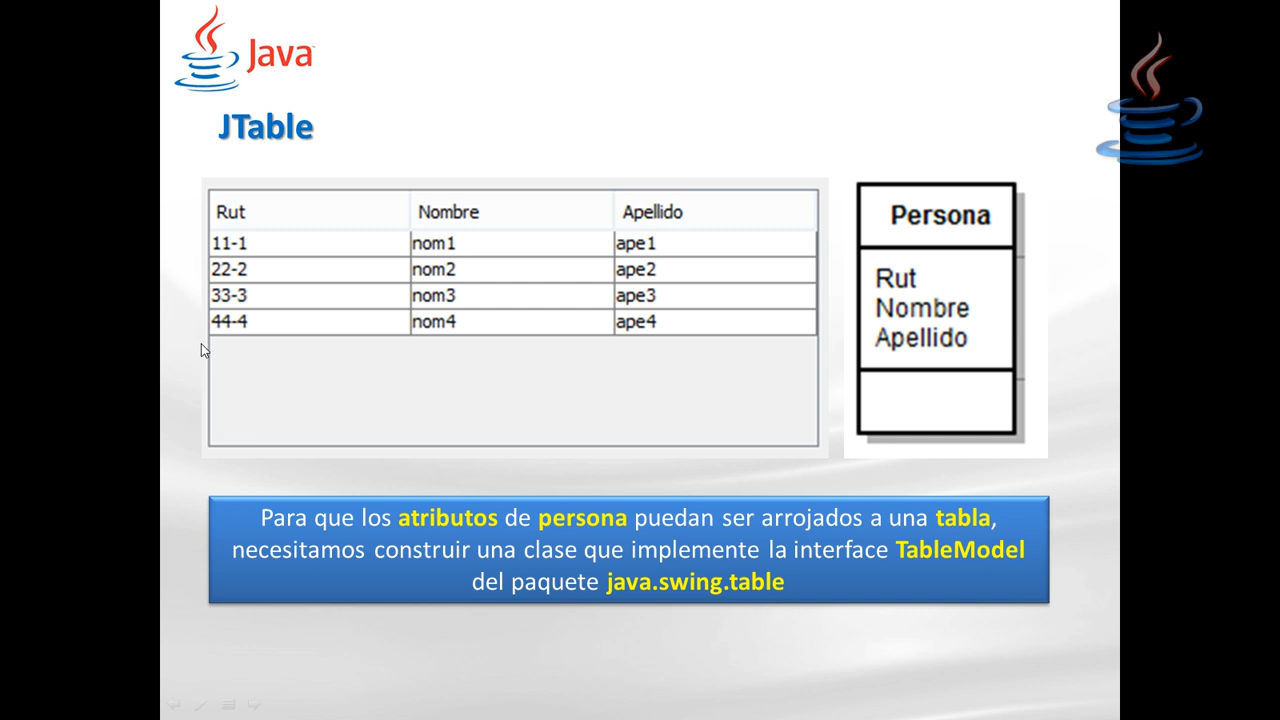 Java
JTable
Rut Nombre Apellido
11-1 nom1 ape1
22-2 nom2 ape2
33-3 nom3 ape3
44-4 nom4 ape4
Persona
Rut
Nombre
Apellido
Para que los atributos de persona puedan ser arrojados a una tabla,
necesitamos construir una clase que implemente la interface TableModel
del paquete java.swing.table